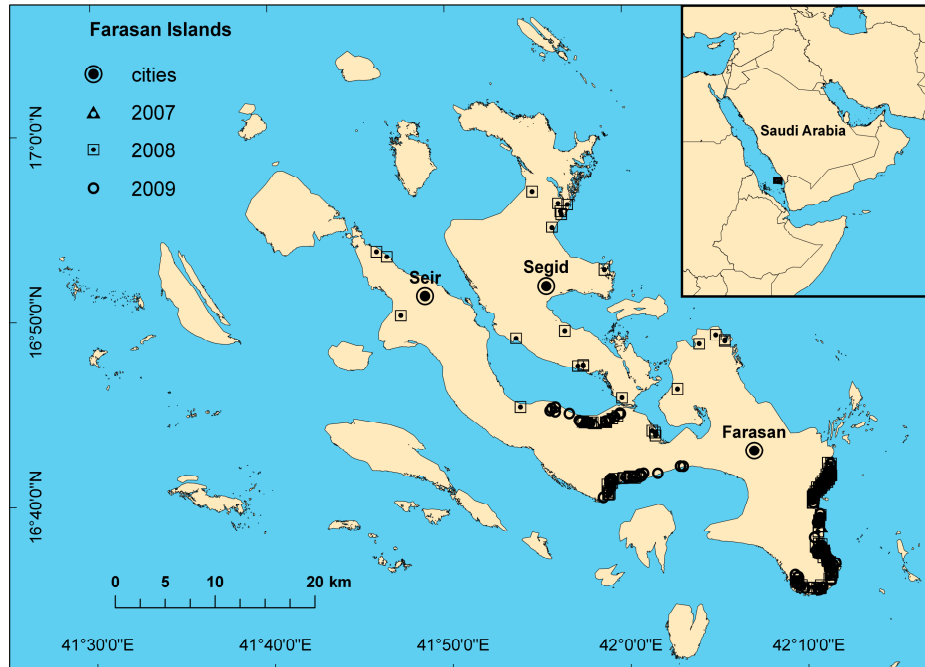 Farasan Islands
cities
2007
2008
2009
Saudi Arabia
Segid
Seir
Farasan
17°0'0"N
16°50'0"N
16°40'0"N
0 5 10 20 km
41°30'0"E 41°40'0"E 41°50'0"E 42°0'0"E 42°10'0"E